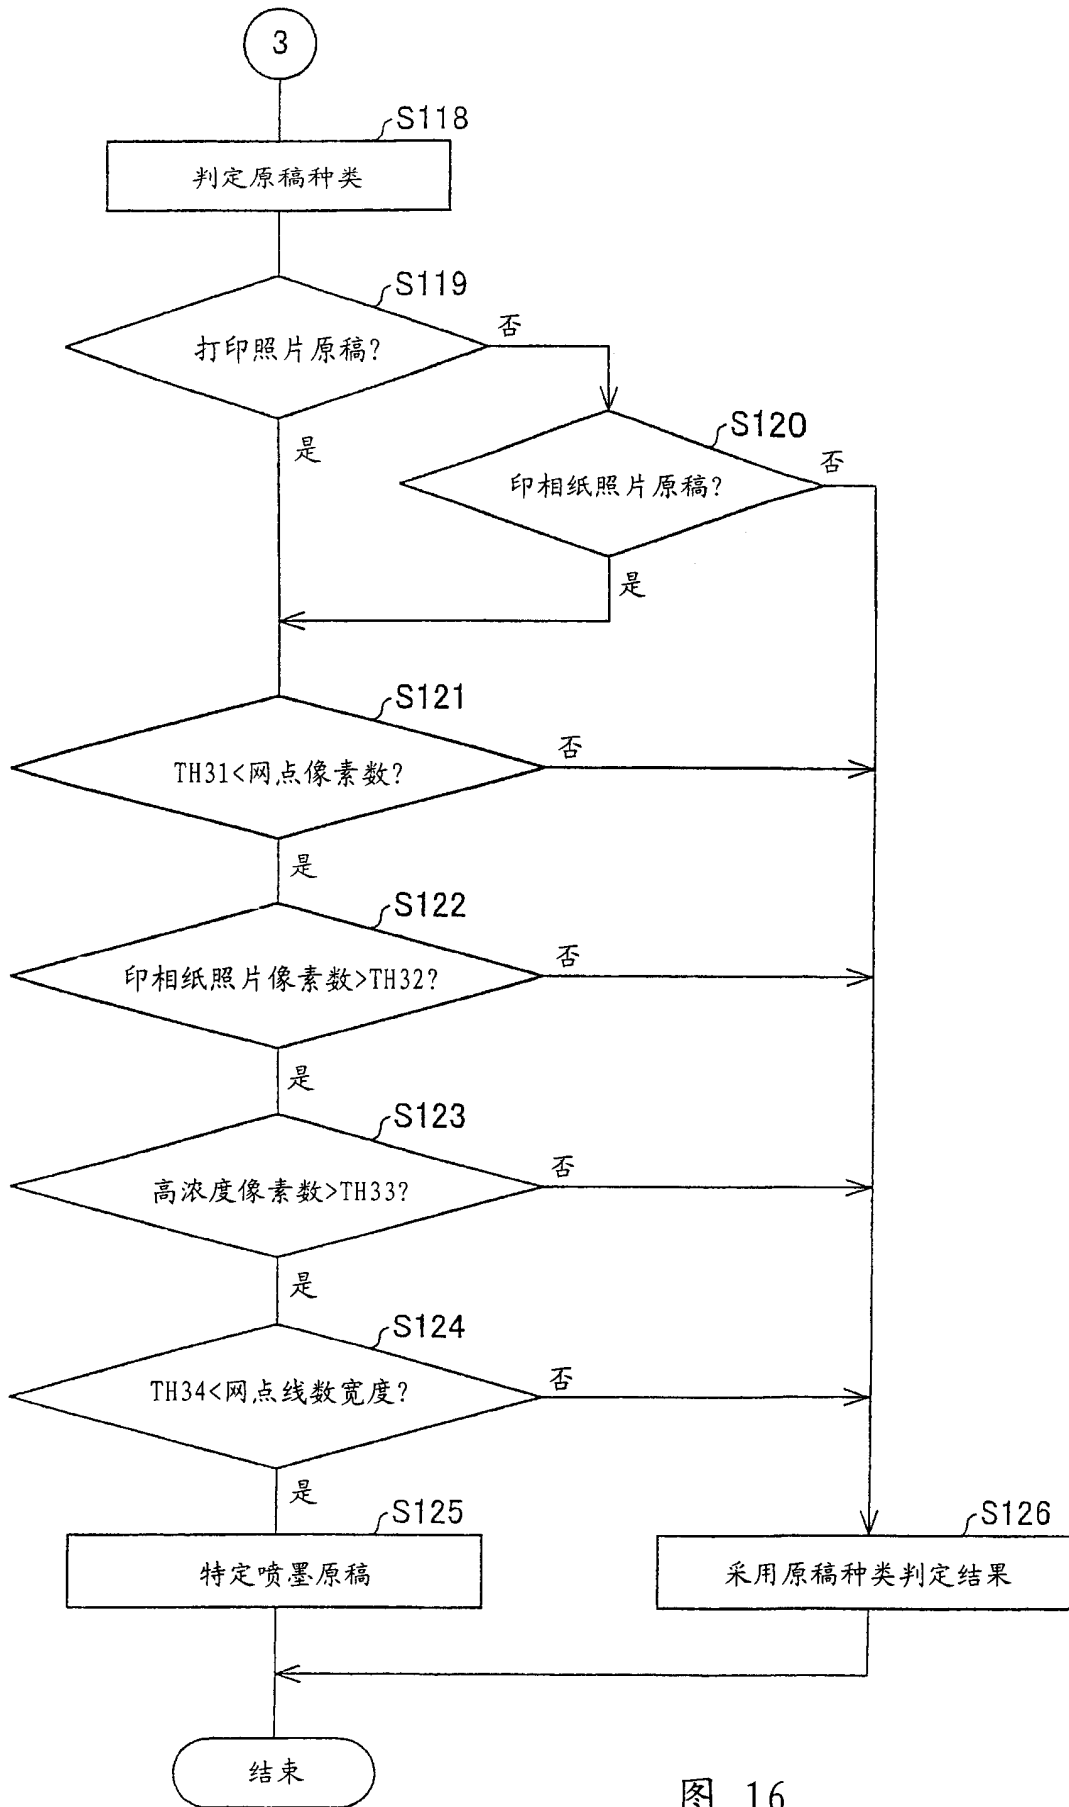 3
S118
判定原稿种类
S119
打印照片原稿?
否
是
S120
印相纸照片原稿?
否
是
S121
TH31<网点像素数?
否
是
S122
印相纸照片像素数>TH32?
否
是
S123
高浓度像素数>TH33?
否
是
S124
TH34<网点线数宽度?
否
是
S125
特定喷墨原稿
S126
采用原稿种类判定结果
结束
图 16